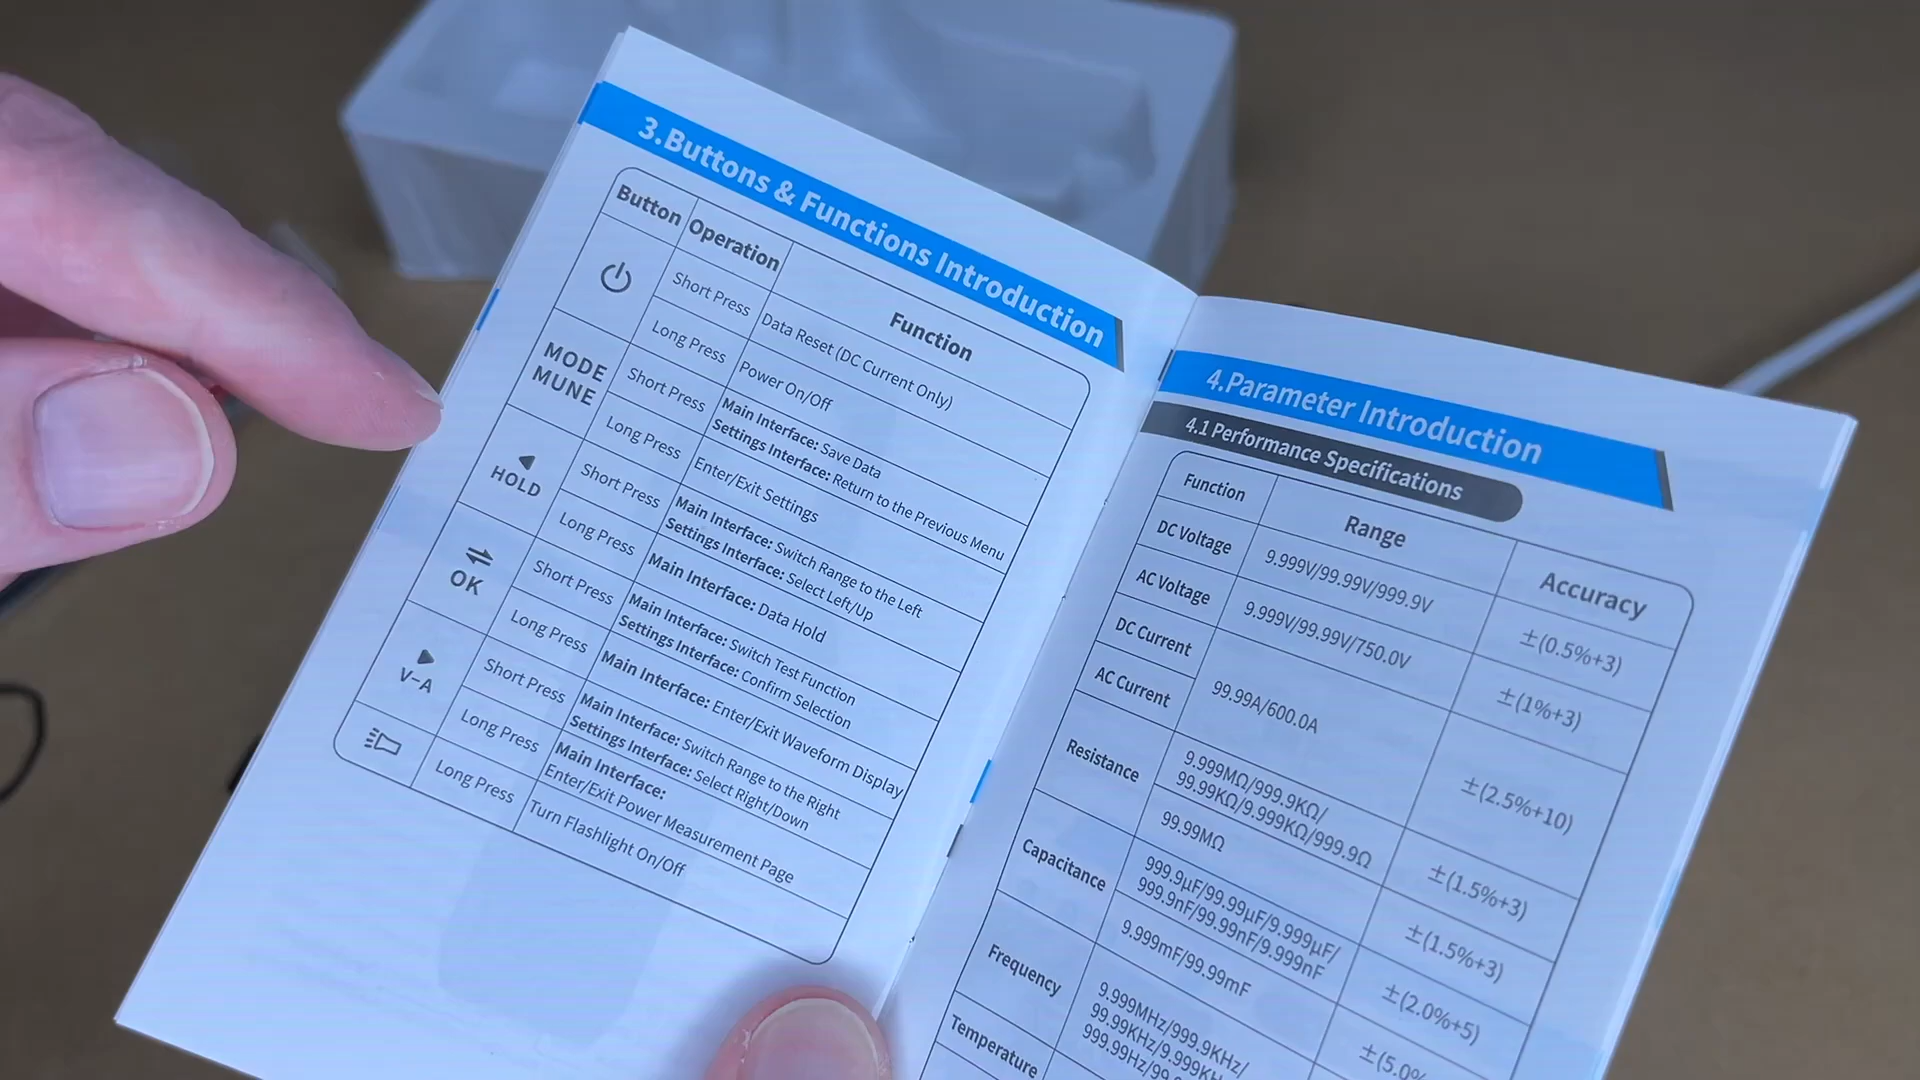 3.Buttons & Functions Introduction
Button Operation Function
Short Press Data Reset (DC Current Only)
Long Press Power On/Off
MODE
MUNE
Short Press Main Interface: Save Data
Settings Interface: Return to the Previous Menu
Long Press Enter/Exit Settings
◀
HOLD
Short Press Main Interface: Switch Range to the Left
Settings Interface: Select Left/Up
Long Press Main Interface: Data Hold
⇌
OK
Short Press Main Interface: Switch Test Function
Settings Interface: Confirm Selection
Long Press Main Interface: Enter/Exit Waveform Display
▶
V-A
Short Press Main Interface: Switch Range to the Right
Settings Interface: Select Right/Down
Long Press Main Interface:
Enter/Exit Power Measurement Page
Long Press Turn Flashlight On/Off
4.Parameter Introduction
4.1 Performance Specifications
Function Range Accuracy
DC Voltage 9.999V/99.99V/999.9V ±(0.5%+3)
AC Voltage 9.999V/99.99V/750.0V ±(1%+3)
DC Current
AC Current
99.99A/600.0A ±(2.5%+10)
Resistance
9.999MΩ/999.9KΩ/
99.99KΩ/9.999KΩ/999.9Ω
±(1.5%+3)
99.99MΩ ±(1.5%+3)
Capacitance
999.9µF/99.99µF/9.999µF/
999.9nF/99.99nF/9.999nF
±(2.0%+5)
9.999mF/99.99mF ±(5.0%
Frequency
9.999MHz/999.9KHz/
99.99KHz/9.999KH
999.99Hz/99
Temperature